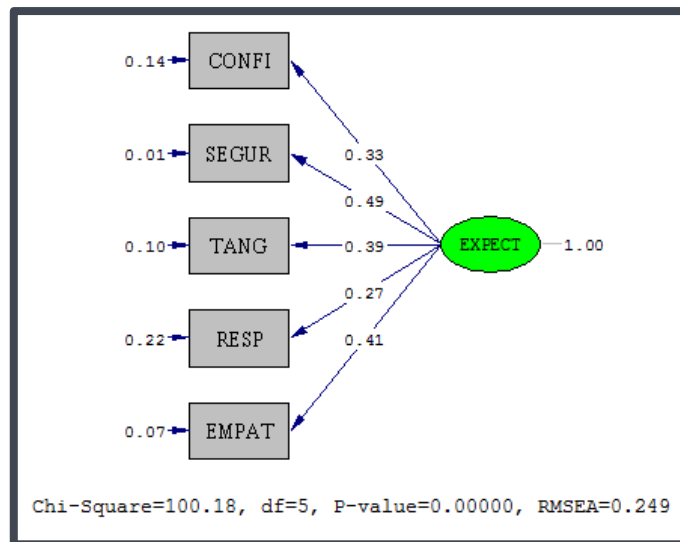 0.14 CONFI
0.33
0.01 SEGUR
0.49
0.10 TANG 0.39 EXPECT 1.00
0.27
0.22 RESP
0.41
0.07 EMPAT
Chi-Square=100.18, df=5, P-value=0.00000, RMSEA=0.249